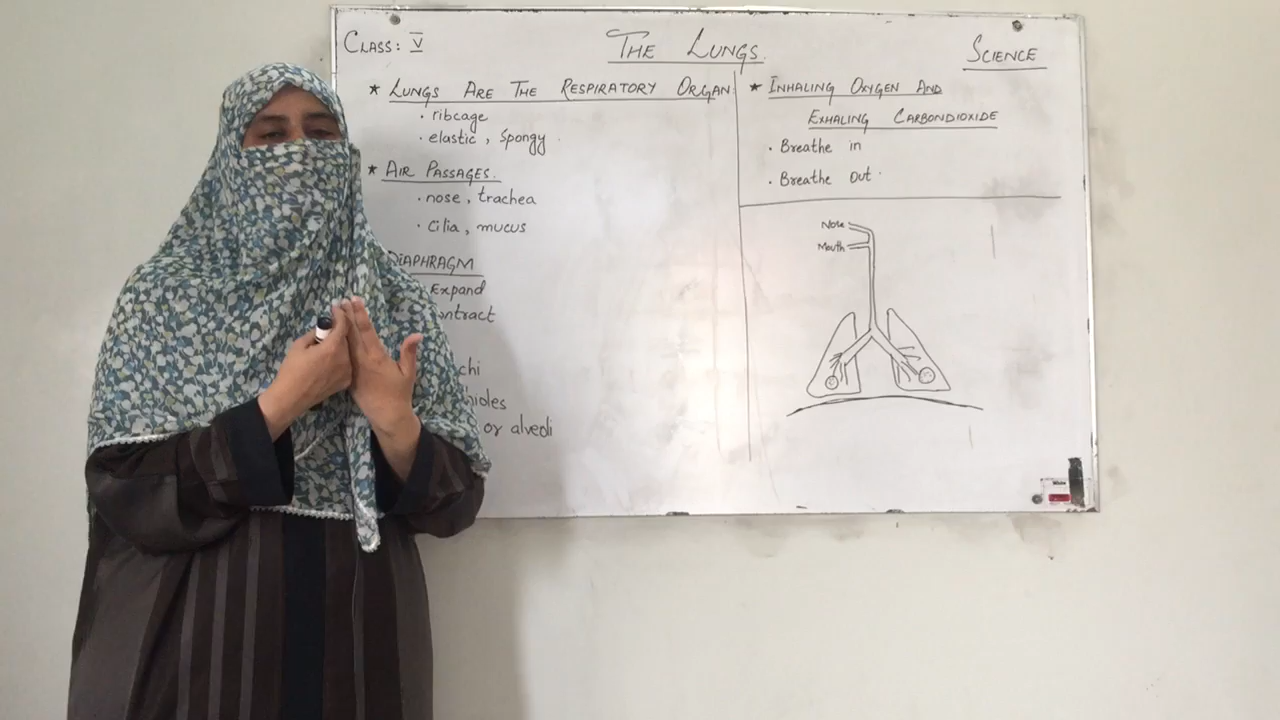 CLASS: V
THE LUNGS.
SCIENCE
* LUNGS ARE THE RESPIRATORY ORGAN
· ribcage
· elastic, spongy
* AIR PASSAGES.
· nose, trachea
· cilia, mucus
DIAPHRAGM
· Expand
ontract
chi
hioles
or alveoli
* INHALING OXYGEN AND
EXHALING CARBONDIOXIDE
· Breathe in
· Breathe out
Nose
Mouth